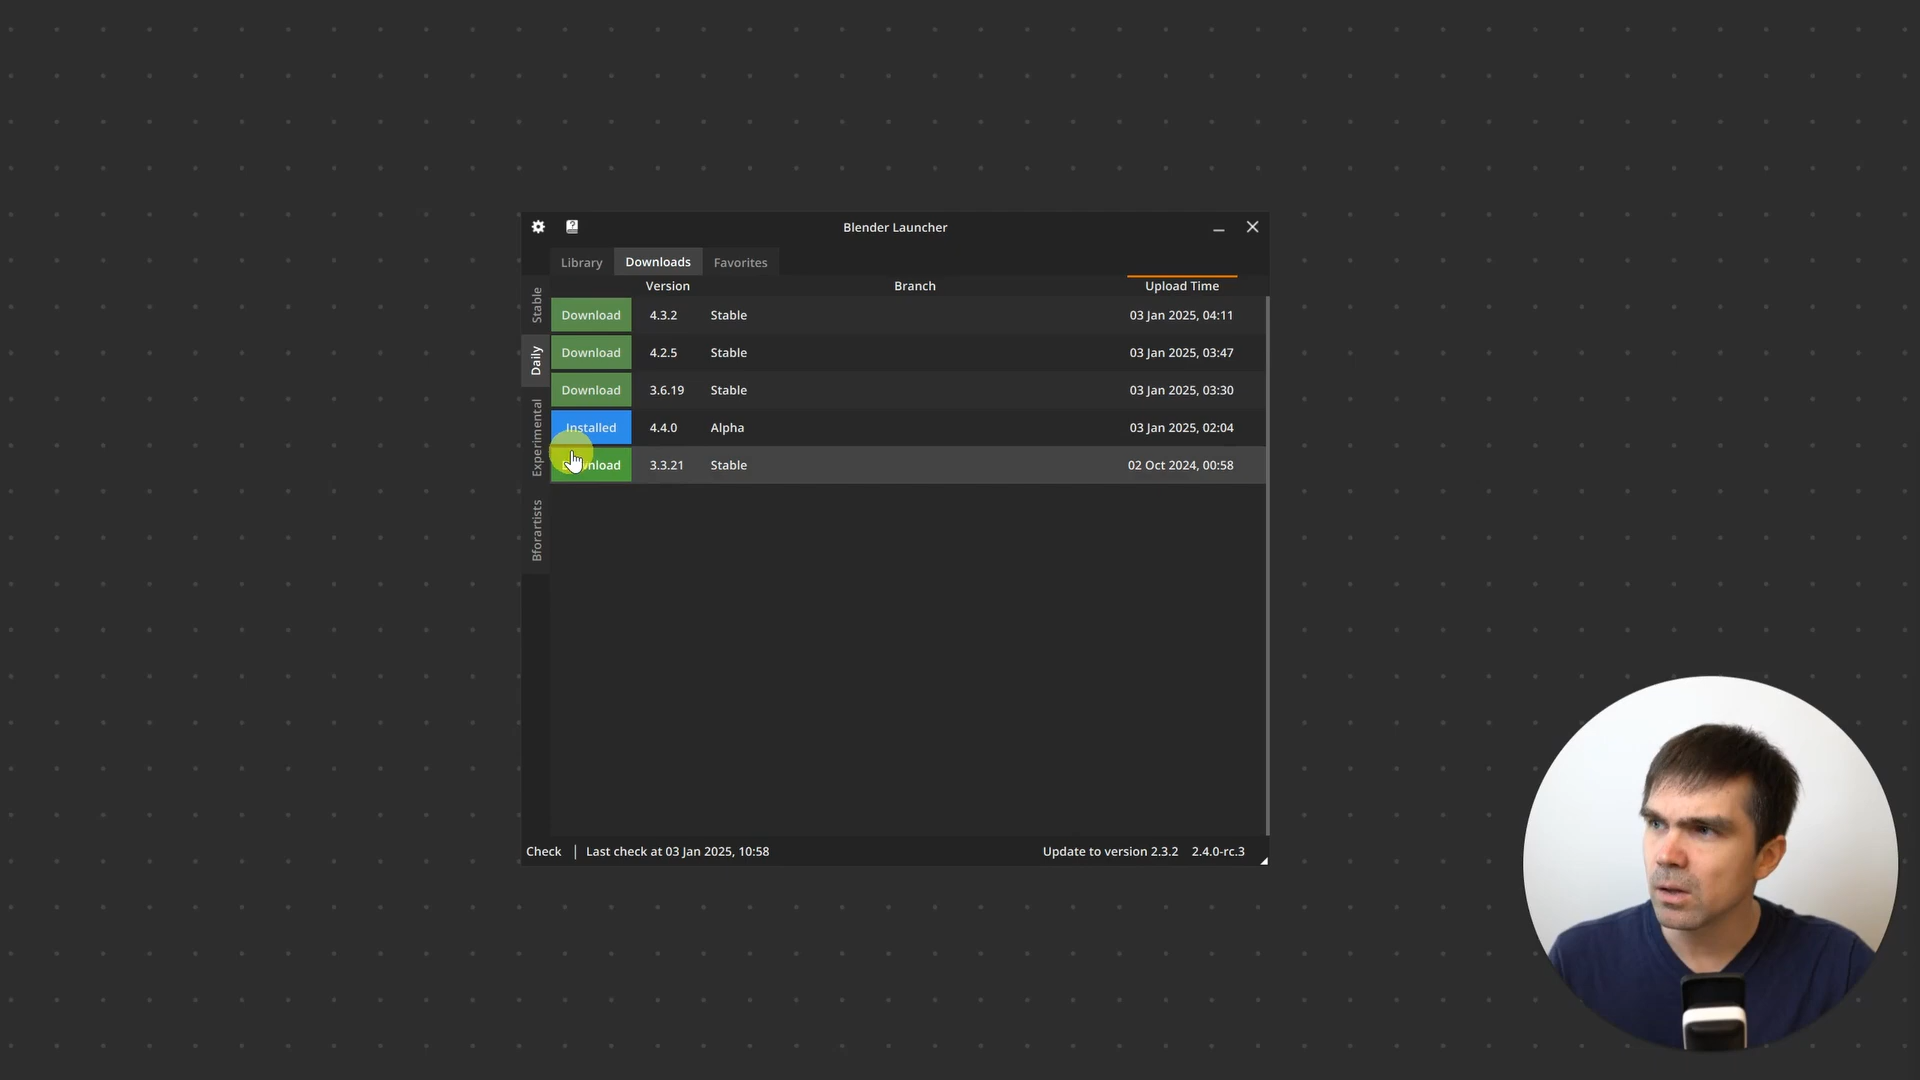 Blender Launcher
Library Downloads Favorites
Version Branch Upload Time
Stable
Daily
Experimental
Bforartists
Download 4.3.2 Stable 03 Jan 2025, 04:11
Download 4.2.5 Stable 03 Jan 2025, 03:47
Download 3.6.19 Stable 03 Jan 2025, 03:30
Installed 4.4.0 Alpha 03 Jan 2025, 02:04
3.3.21 Stable 02 Oct 2024, 00:58
Check | Last check at 03 Jan 2025, 10:58 Update to version 2.3.2 2.4.0-rc.3